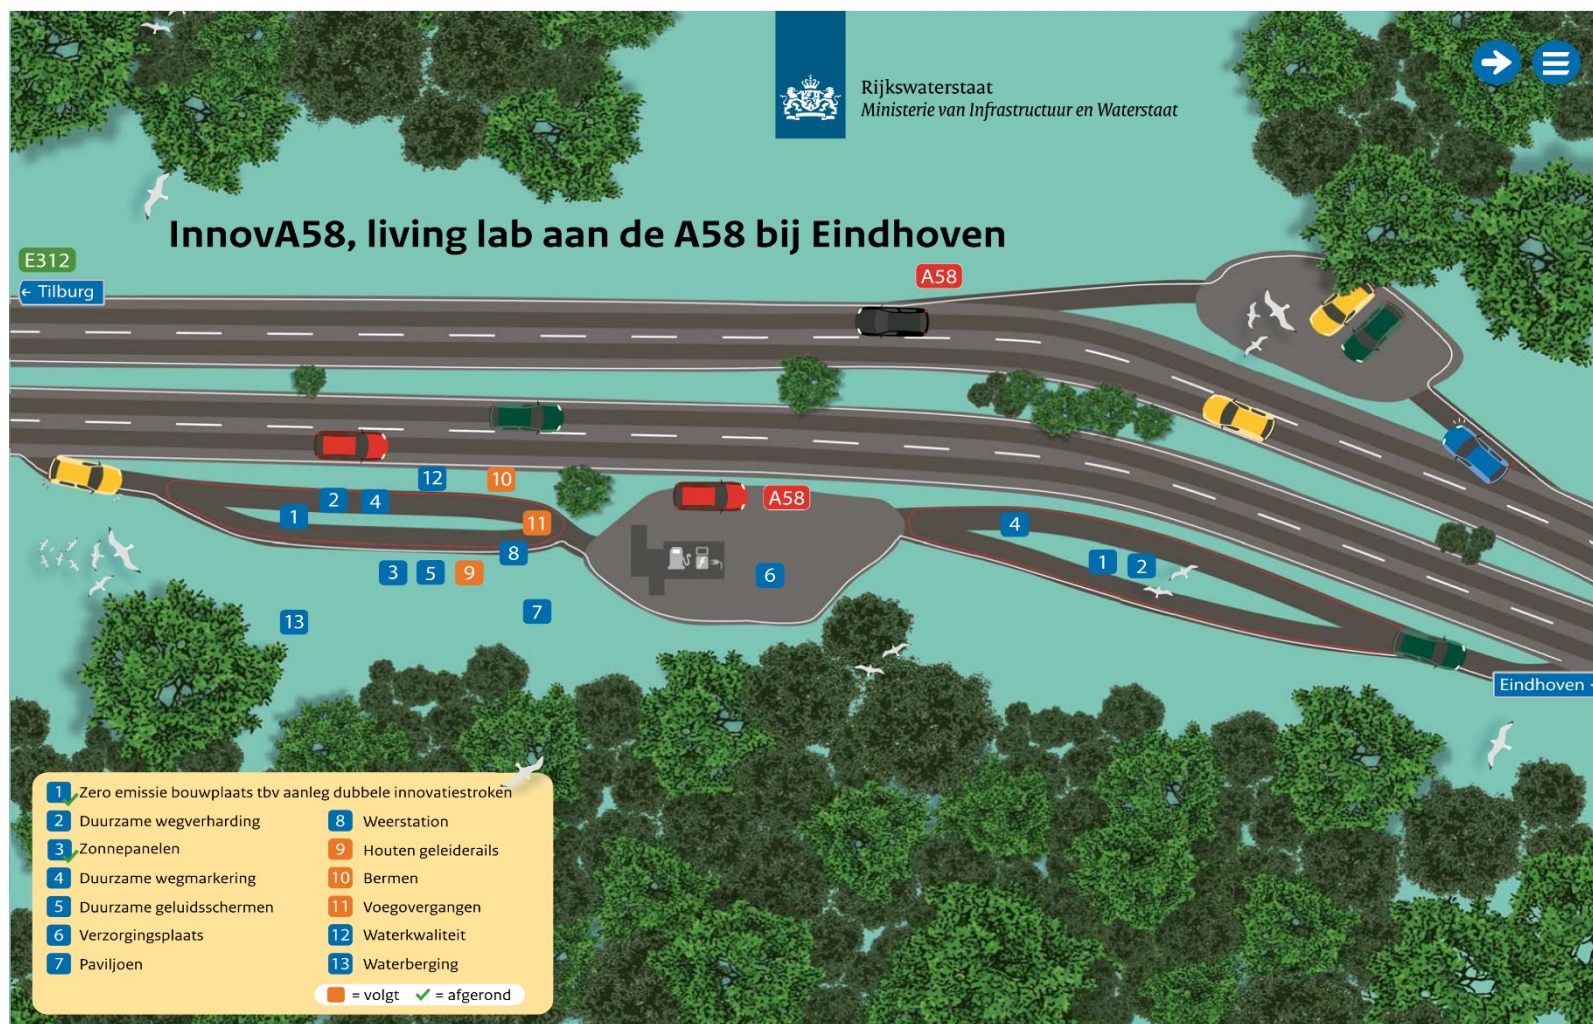 Rijkswaterstaat
Ministerie van Infrastructuur en Waterstaat
InnovA58, living lab aan de A58 bij Eindhoven
E312
← Tilburg
A58
12
10
2
4
1
11
A58
4
8
1
2
3
5
9
6
7
13
Eindhoven
1 Zero emissie bouwplaats tbv aanleg dubbele innovatiestroken
2 Duurzame wegverharding
3 Zonnepanelen
4 Duurzame wegmarkering
5 Duurzame geluidsschermen
6 Verzorgingsplaats
7 Paviljoen
8 Weerstation
9 Houten geleiderails
10 Bermen
11 Voegovergangen
12 Waterkwaliteit
13 Waterberging
= volgt ✓ = afgerond